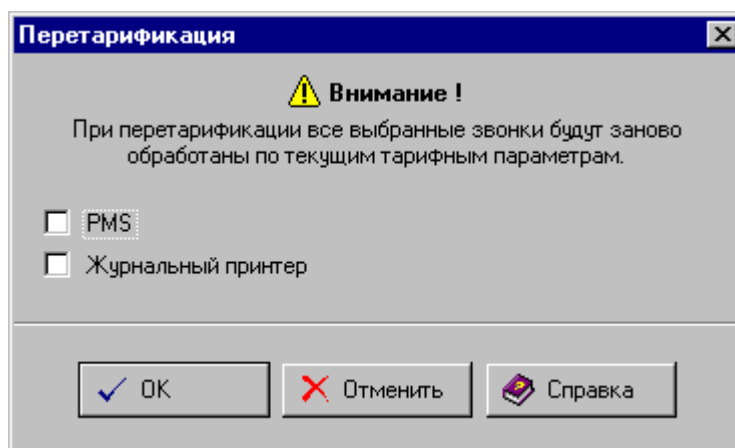 Перетарификация
Внимание !
При перетарификации все выбранные звонки будут заново
обработаны по текущим тарифным параметрам.
PMS
Журнальный принтер
OK
Отменить
Справка